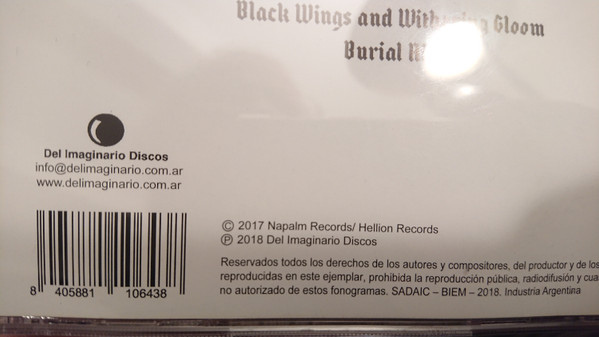 Black Wings and Withering Gloom
Burial
Del Imaginario Discos
info@delimaginario.com.ar
www.delimaginario.com.ar
© 2017 Napalm Records/ Hellion Records
℗ 2018 Del Imaginario Discos
Reservados todos los derechos de los autores y compositores, del productor y de los
reproducidas en este ejemplar, prohibida la reproducción pública, radiodifusión y
no autorizado de estos fonogramas. SADAIC – BIEM – 2018. Industria Argentina
8 405881 106438